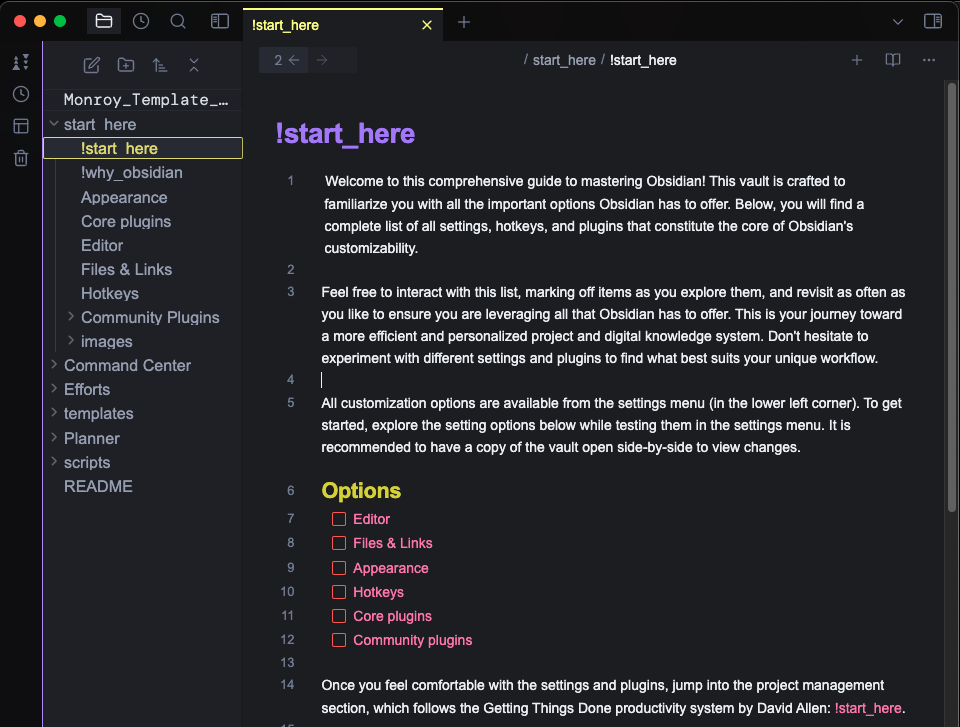 !start_here
2
/ start_here / !start_here
Monroy_Template_...
start_here
!start_here
!why_obsidian
Appearance
Core plugins
Editor
Files & Links
Hotkeys
Community Plugins
images
Command Center
Efforts
templates
Planner
scripts
README
!start_here
1 Welcome to this comprehensive guide to mastering Obsidian! This vault is crafted to
familiarize you with all the important options Obsidian has to offer. Below, you will find a
complete list of all settings, hotkeys, and plugins that constitute the core of Obsidian's
customizability.
2
3 Feel free to interact with this list, marking off items as you explore them, and revisit as often as
you like to ensure you are leveraging all that Obsidian has to offer. This is your journey toward
a more efficient and personalized project and digital knowledge system. Don't hesitate to
experiment with different settings and plugins to find what best suits your unique workflow.
4
5 All customization options are available from the settings menu (in the lower left corner). To get
started, explore the setting options below while testing them in the settings menu. It is
recommended to have a copy of the vault open side-by-side to view changes.
6 Options
7 Editor
8 Files & Links
9 Appearance
10 Hotkeys
11 Core plugins
12 Community plugins
13
14 Once you feel comfortable with the settings and plugins, jump into the project management
section, which follows the Getting Things Done productivity system by David Allen: !start_here.